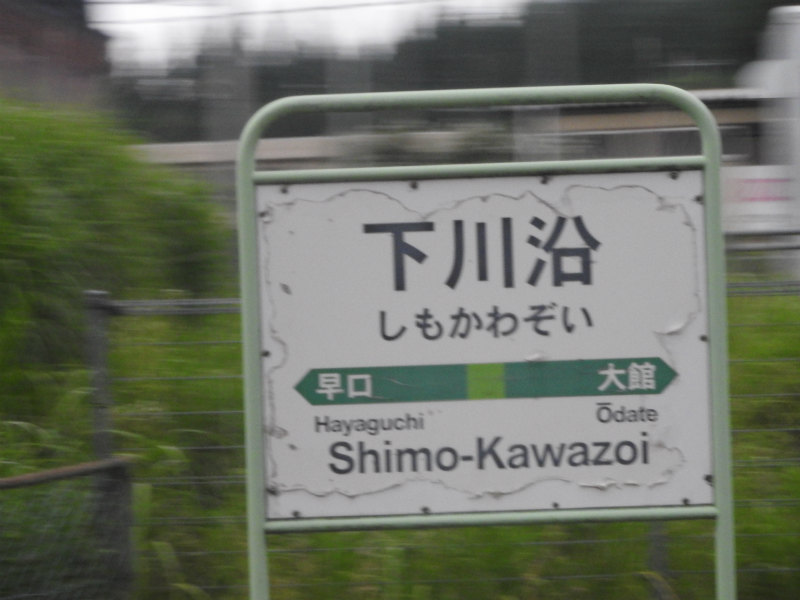 下川沿
しもかわぞい
早口 大館
Hayaguchi Ōdate
Shimo-Kawazoi